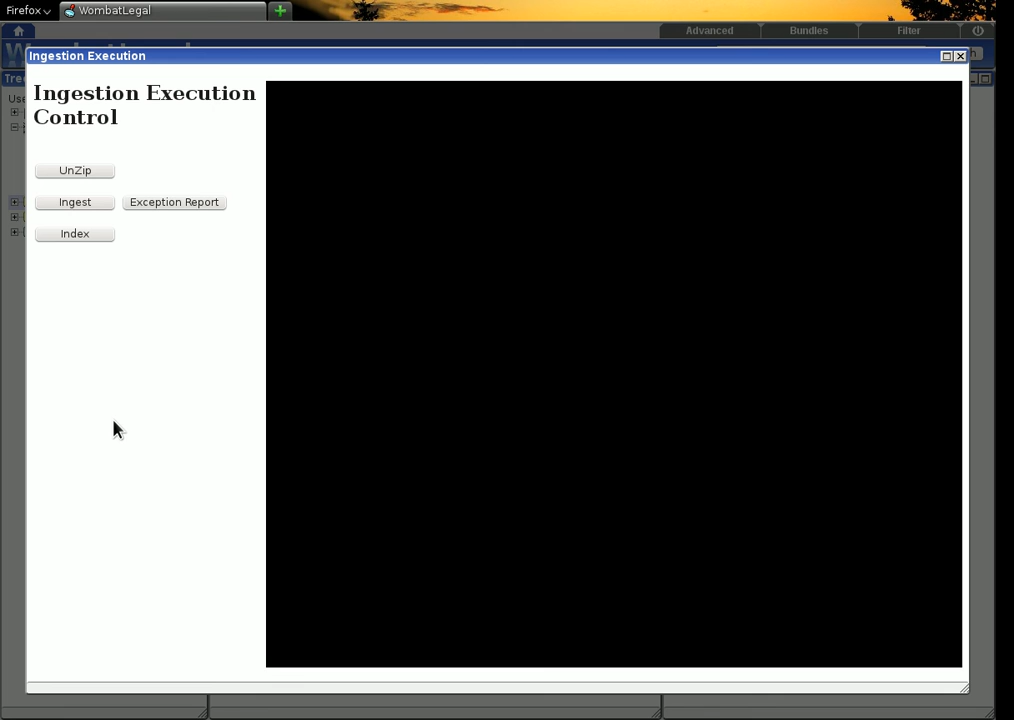 Firefox
WombatLegal
Advanced
Bundles
Filter
Ingestion Execution
Ingestion Execution
Control
UnZip
Ingest
Exception Report
Index